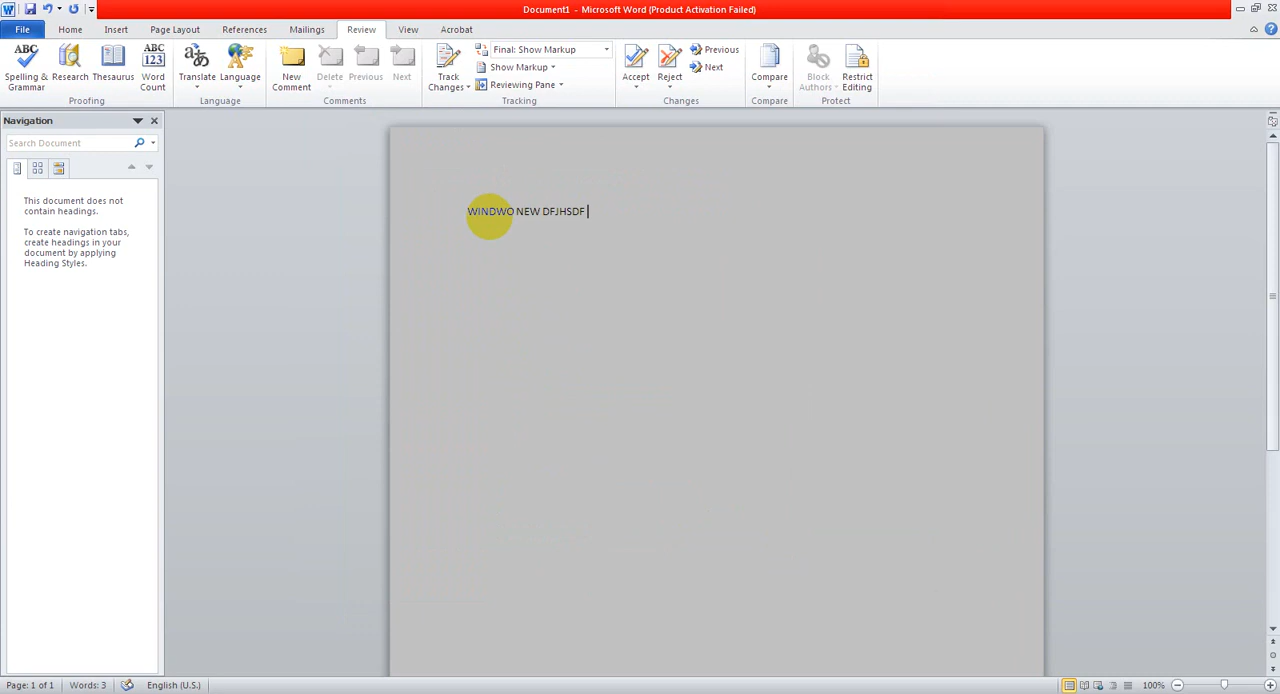 Document1 - Microsoft Word (Product Activation Failed)
File Home Insert Page Layout References Mailings Review View Acrobat
ABC
Spelling & Grammar
Research
Thesaurus
ABC 123
Word Count
Proofing
Translate
Language
Language
New Comment
Delete
Previous
Next
Comments
Track Changes
Final: Show Markup
Show Markup
Reviewing Pane
Tracking
Accept
Reject
Previous
Next
Changes
Compare
Compare
Block Authors
Restrict Editing
Protect
Navigation
Search Document
This document does not
contain headings.
To create navigation tabs,
create headings in your
document by applying
Heading Styles.
WINDWO NEW DFJHSDF
Page: 1 of 1 Words: 3 English (U.S.) 100%